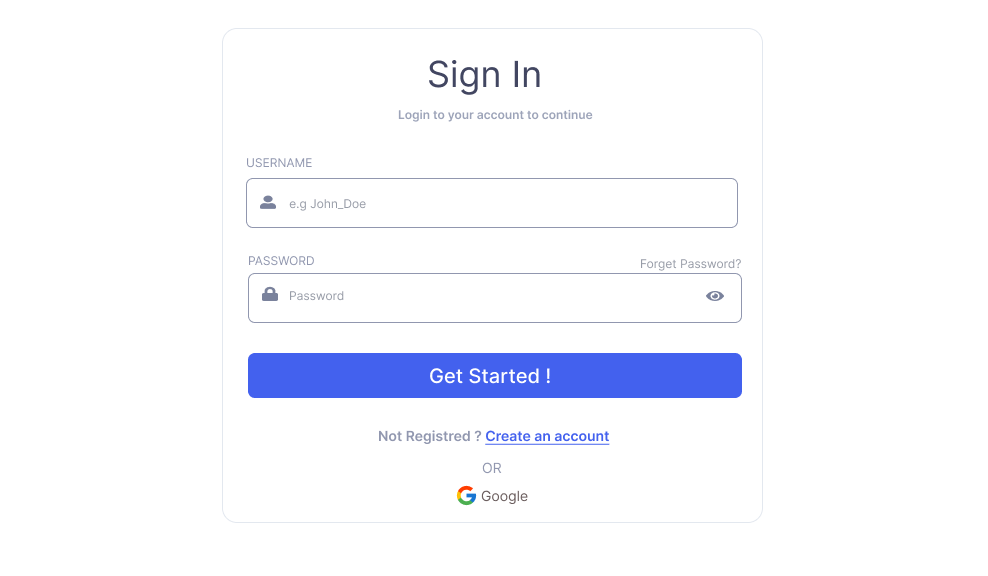 Sign In
Login to your account to continue
USERNAME
e.g John_Doe
PASSWORD
Forget Password?
Password
Get Started !
Not Registred ? Create an account
OR
Google